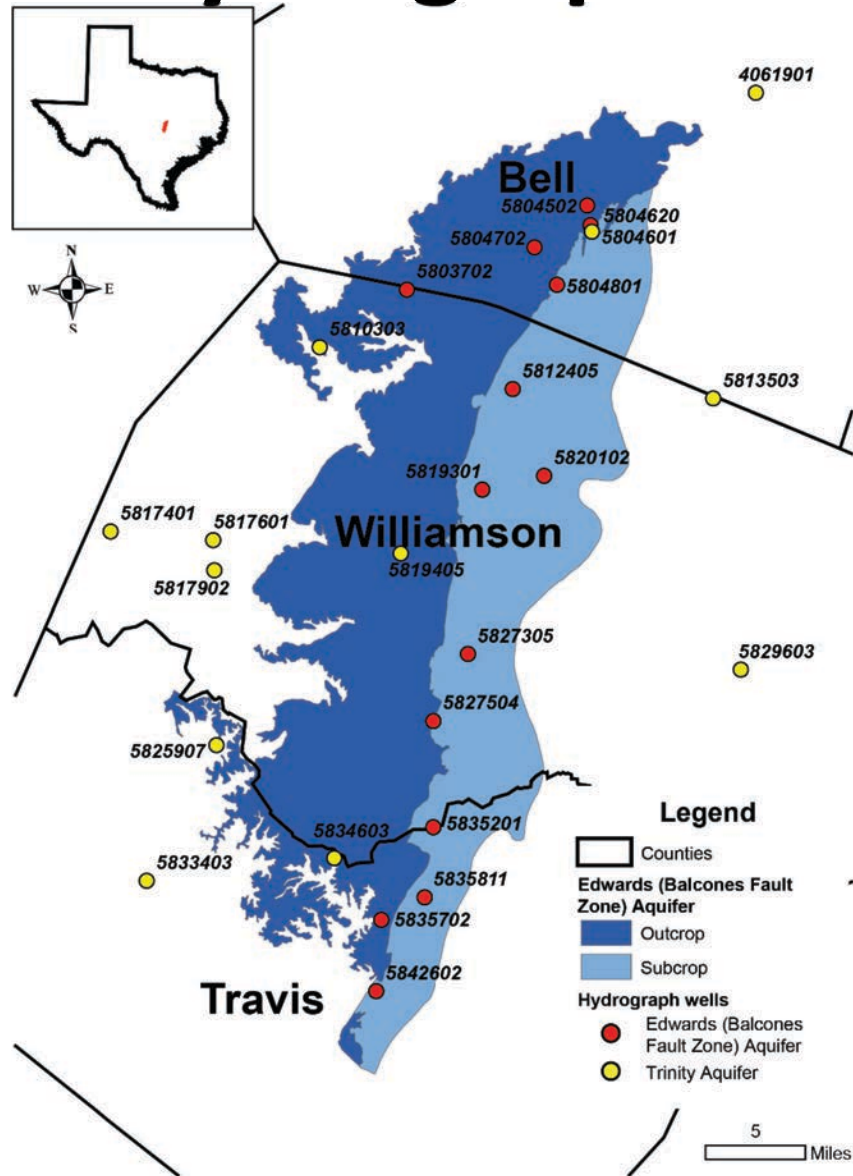 4061901
Bell
5804502
5804620
5804601
5804702
5803702
5804801
N
W
E
S
5810303
5812405
5813503
5819301
5820102
5817401
5817601
Williamson
5817902
5819405
5827305
5829603
5827504
5825907
5834603
5835201
5833403
5835811
5835702
5842602
Travis
Legend
Counties
Edwards (Balcones Fault
Zone) Aquifer
Outcrop
Subcrop
Hydrograph wells
Edwards (Balcones
Fault Zone) Aquifer
Trinity Aquifer
5
Miles